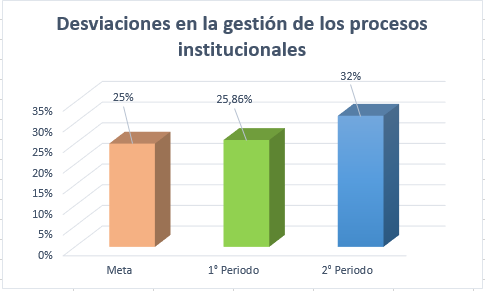 Desviaciones en la gestión de los procesos
institucionales
32%
25%
25,86%
35%
30%
25%
20%
15%
10%
5%
0%
Meta
1° Periodo
2° Periodo